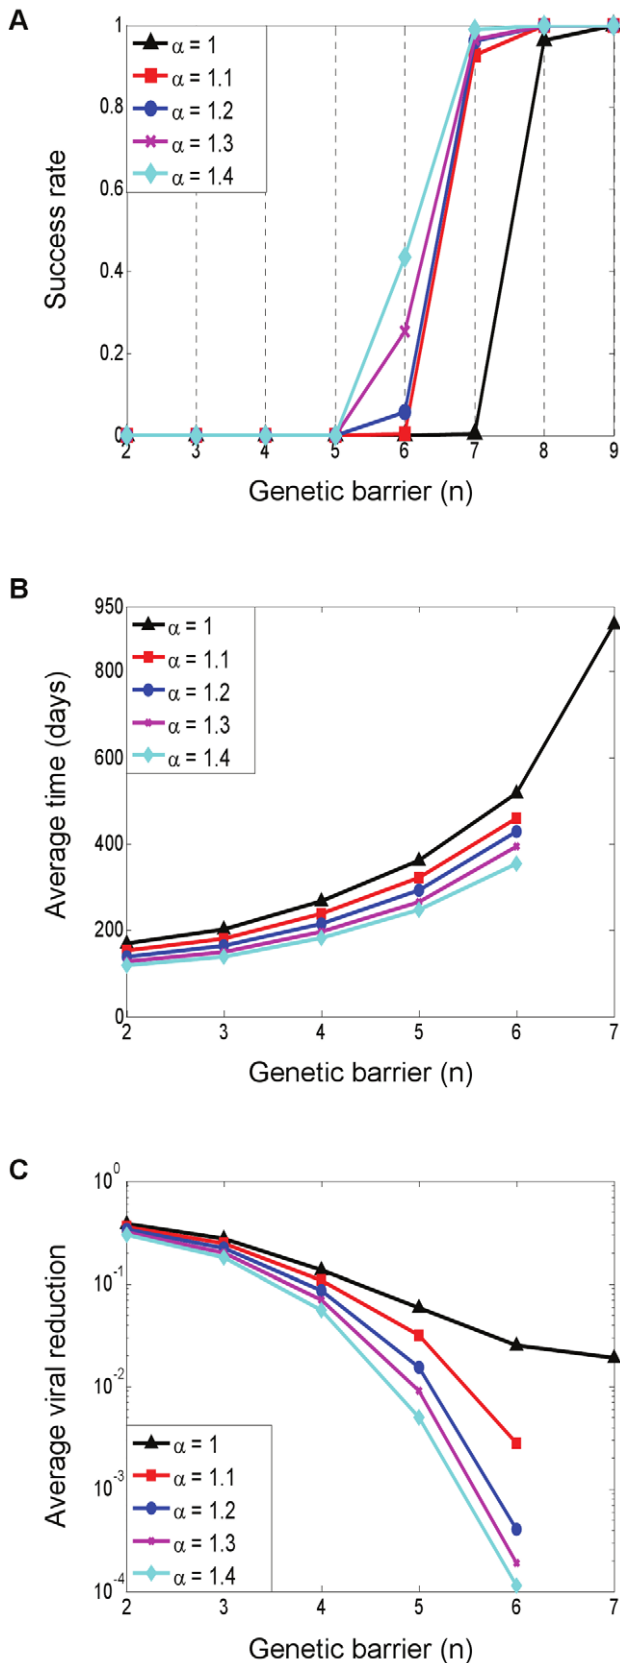 A
1
0.8
0.6
0.4
0.2
0
Success rate
α = 1
α = 1.1
α = 1.2
α = 1.3
α = 1.4
2 3 4 5 6 7 8 9
Genetic barrier (n)
B
950
800
600
400
200
0
Average time (days)
α = 1
α = 1.1
α = 1.2
α = 1.3
α = 1.4
2 3 4 5 6 7
Genetic barrier (n)
C
10^0
10^-1
10^-2
10^-3
10^-4
Average viral reduction
α = 1
α = 1.1
α = 1.2
α = 1.3
α = 1.4
2 3 4 5 6 7
Genetic barrier (n)